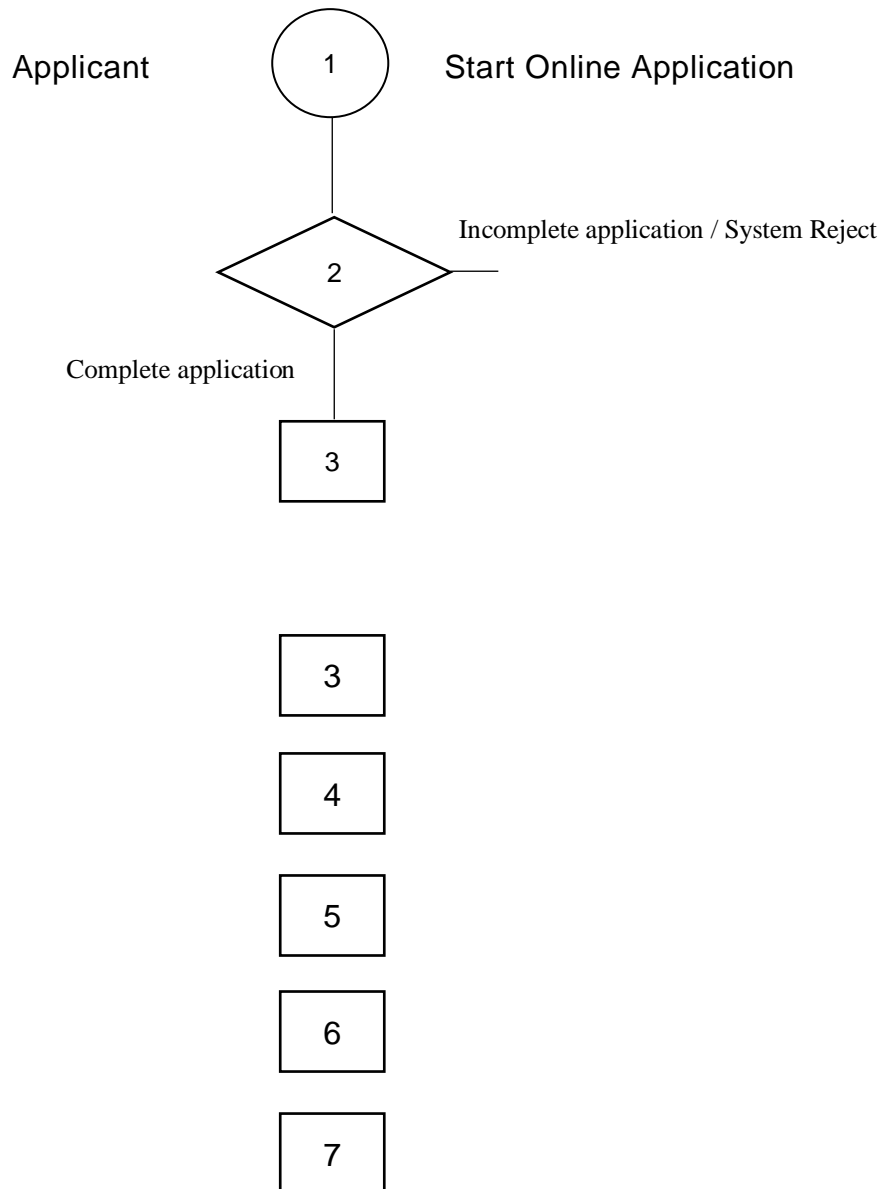 Applicant 1 Start Online Application
Incomplete application / System Reject
2
Complete application
3
3
4
5
6
7